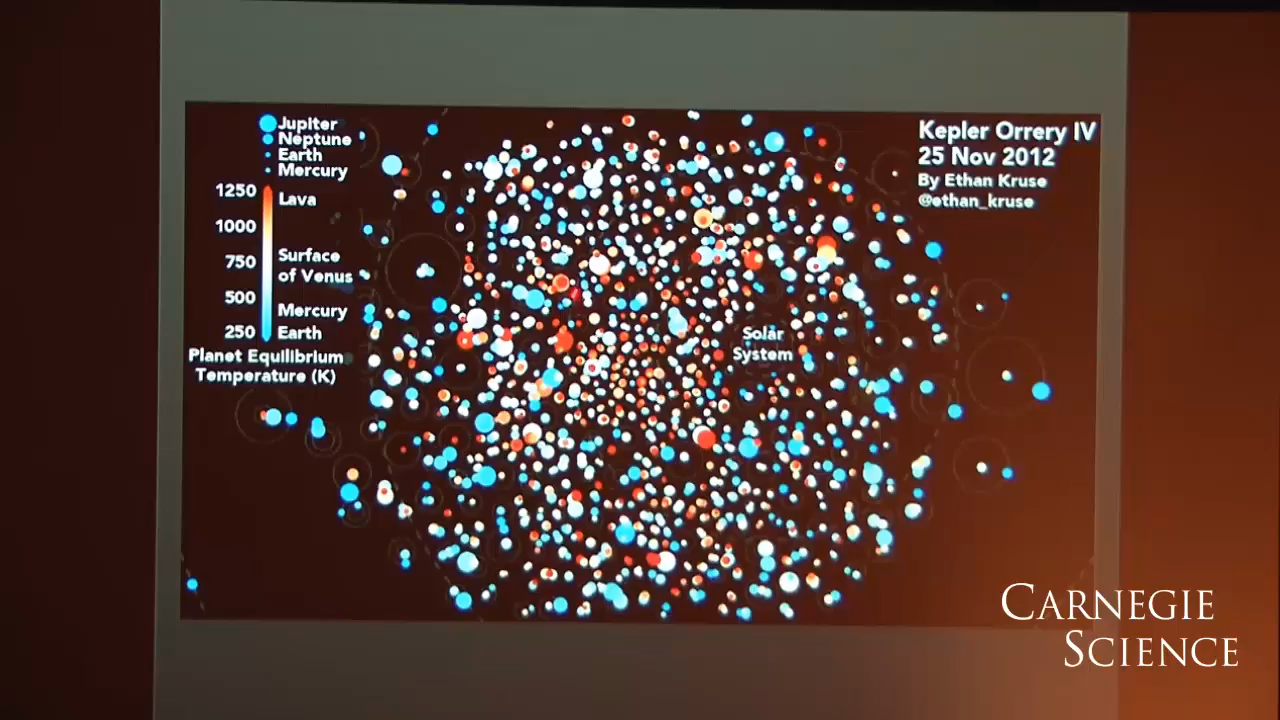 Jupiter
Neptune
Earth
Mercury
1250
Lava
1000
750
Surface
of Venus
500
Mercury
250
Earth
Planet Equilibrium
Temperature (K)
Kepler Orrery IV
25 Nov 2012
By Ethan Kruse
@ethan_kruse
Solar
System
CARNEGIE
SCIENCE